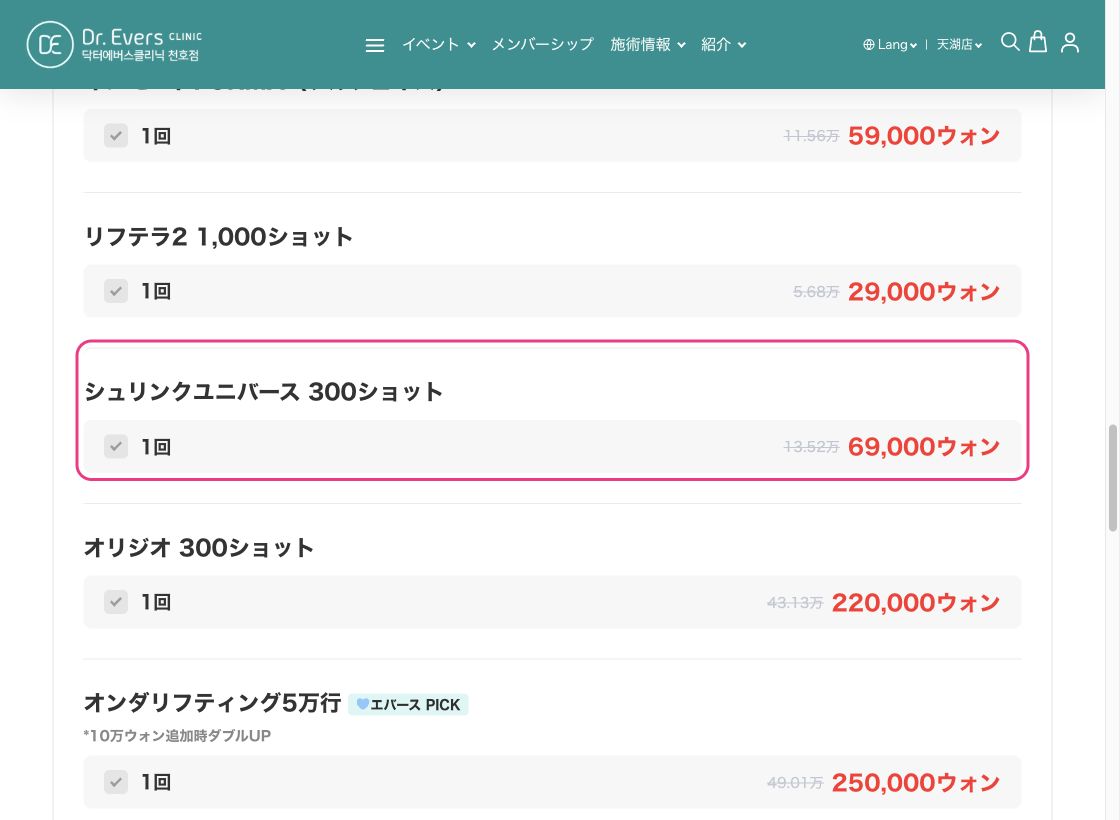 Dr. Evers CLINIC
닥터에버스클리닉 천호점
イベント メンバーシップ 施術情報 紹介
Lang | 天湖店
1回 11.56万 59,000ウォン
リフテラ2 1,000ショット
1回 5.68万 29,000ウォン
シュリンクユニバース 300ショット
1回 13.52万 69,000ウォン
オリジオ 300ショット
1回 43.13万 220,000ウォン
オンダリフティング5万行 エバース PICK
*10万ウォン追加時ダブルUP
1回 49.01万 250,000ウォン